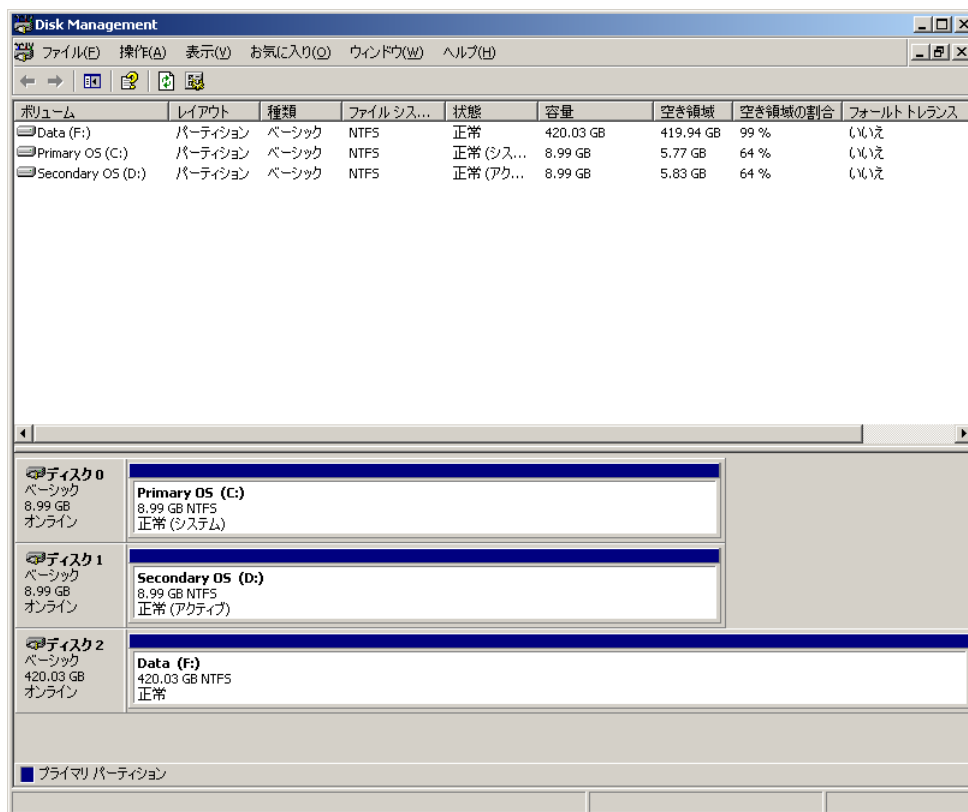 Disk Management
ファイル(F) 操作(A) 表示(V) お気に入り(O) ウィンドウ(W) ヘルプ(H)
ボリューム レイアウト 種類 ファイル シス... 状態 容量 空き領域 空き領域の割合 フォールト トレランス
Data (F:) パーティション ベーシック NTFS 正常 420.03 GB 419.94 GB 99 % いいえ
Primary OS (C:) パーティション ベーシック NTFS 正常 (シス... 8.99 GB 5.77 GB 64 % いいえ
Secondary OS (D:) パーティション ベーシック NTFS 正常 (アク... 8.99 GB 5.83 GB 64 % いいえ
ディスク 0
ベーシック
8.99 GB
オンライン
Primary OS (C:)
8.99 GB NTFS
正常 (システム)
ディスク 1
ベーシック
8.99 GB
オンライン
Secondary OS (D:)
8.99 GB NTFS
正常 (アクティブ)
ディスク 2
ベーシック
420.03 GB
オンライン
Data (F:)
420.03 GB NTFS
正常
プライマリ パーティション